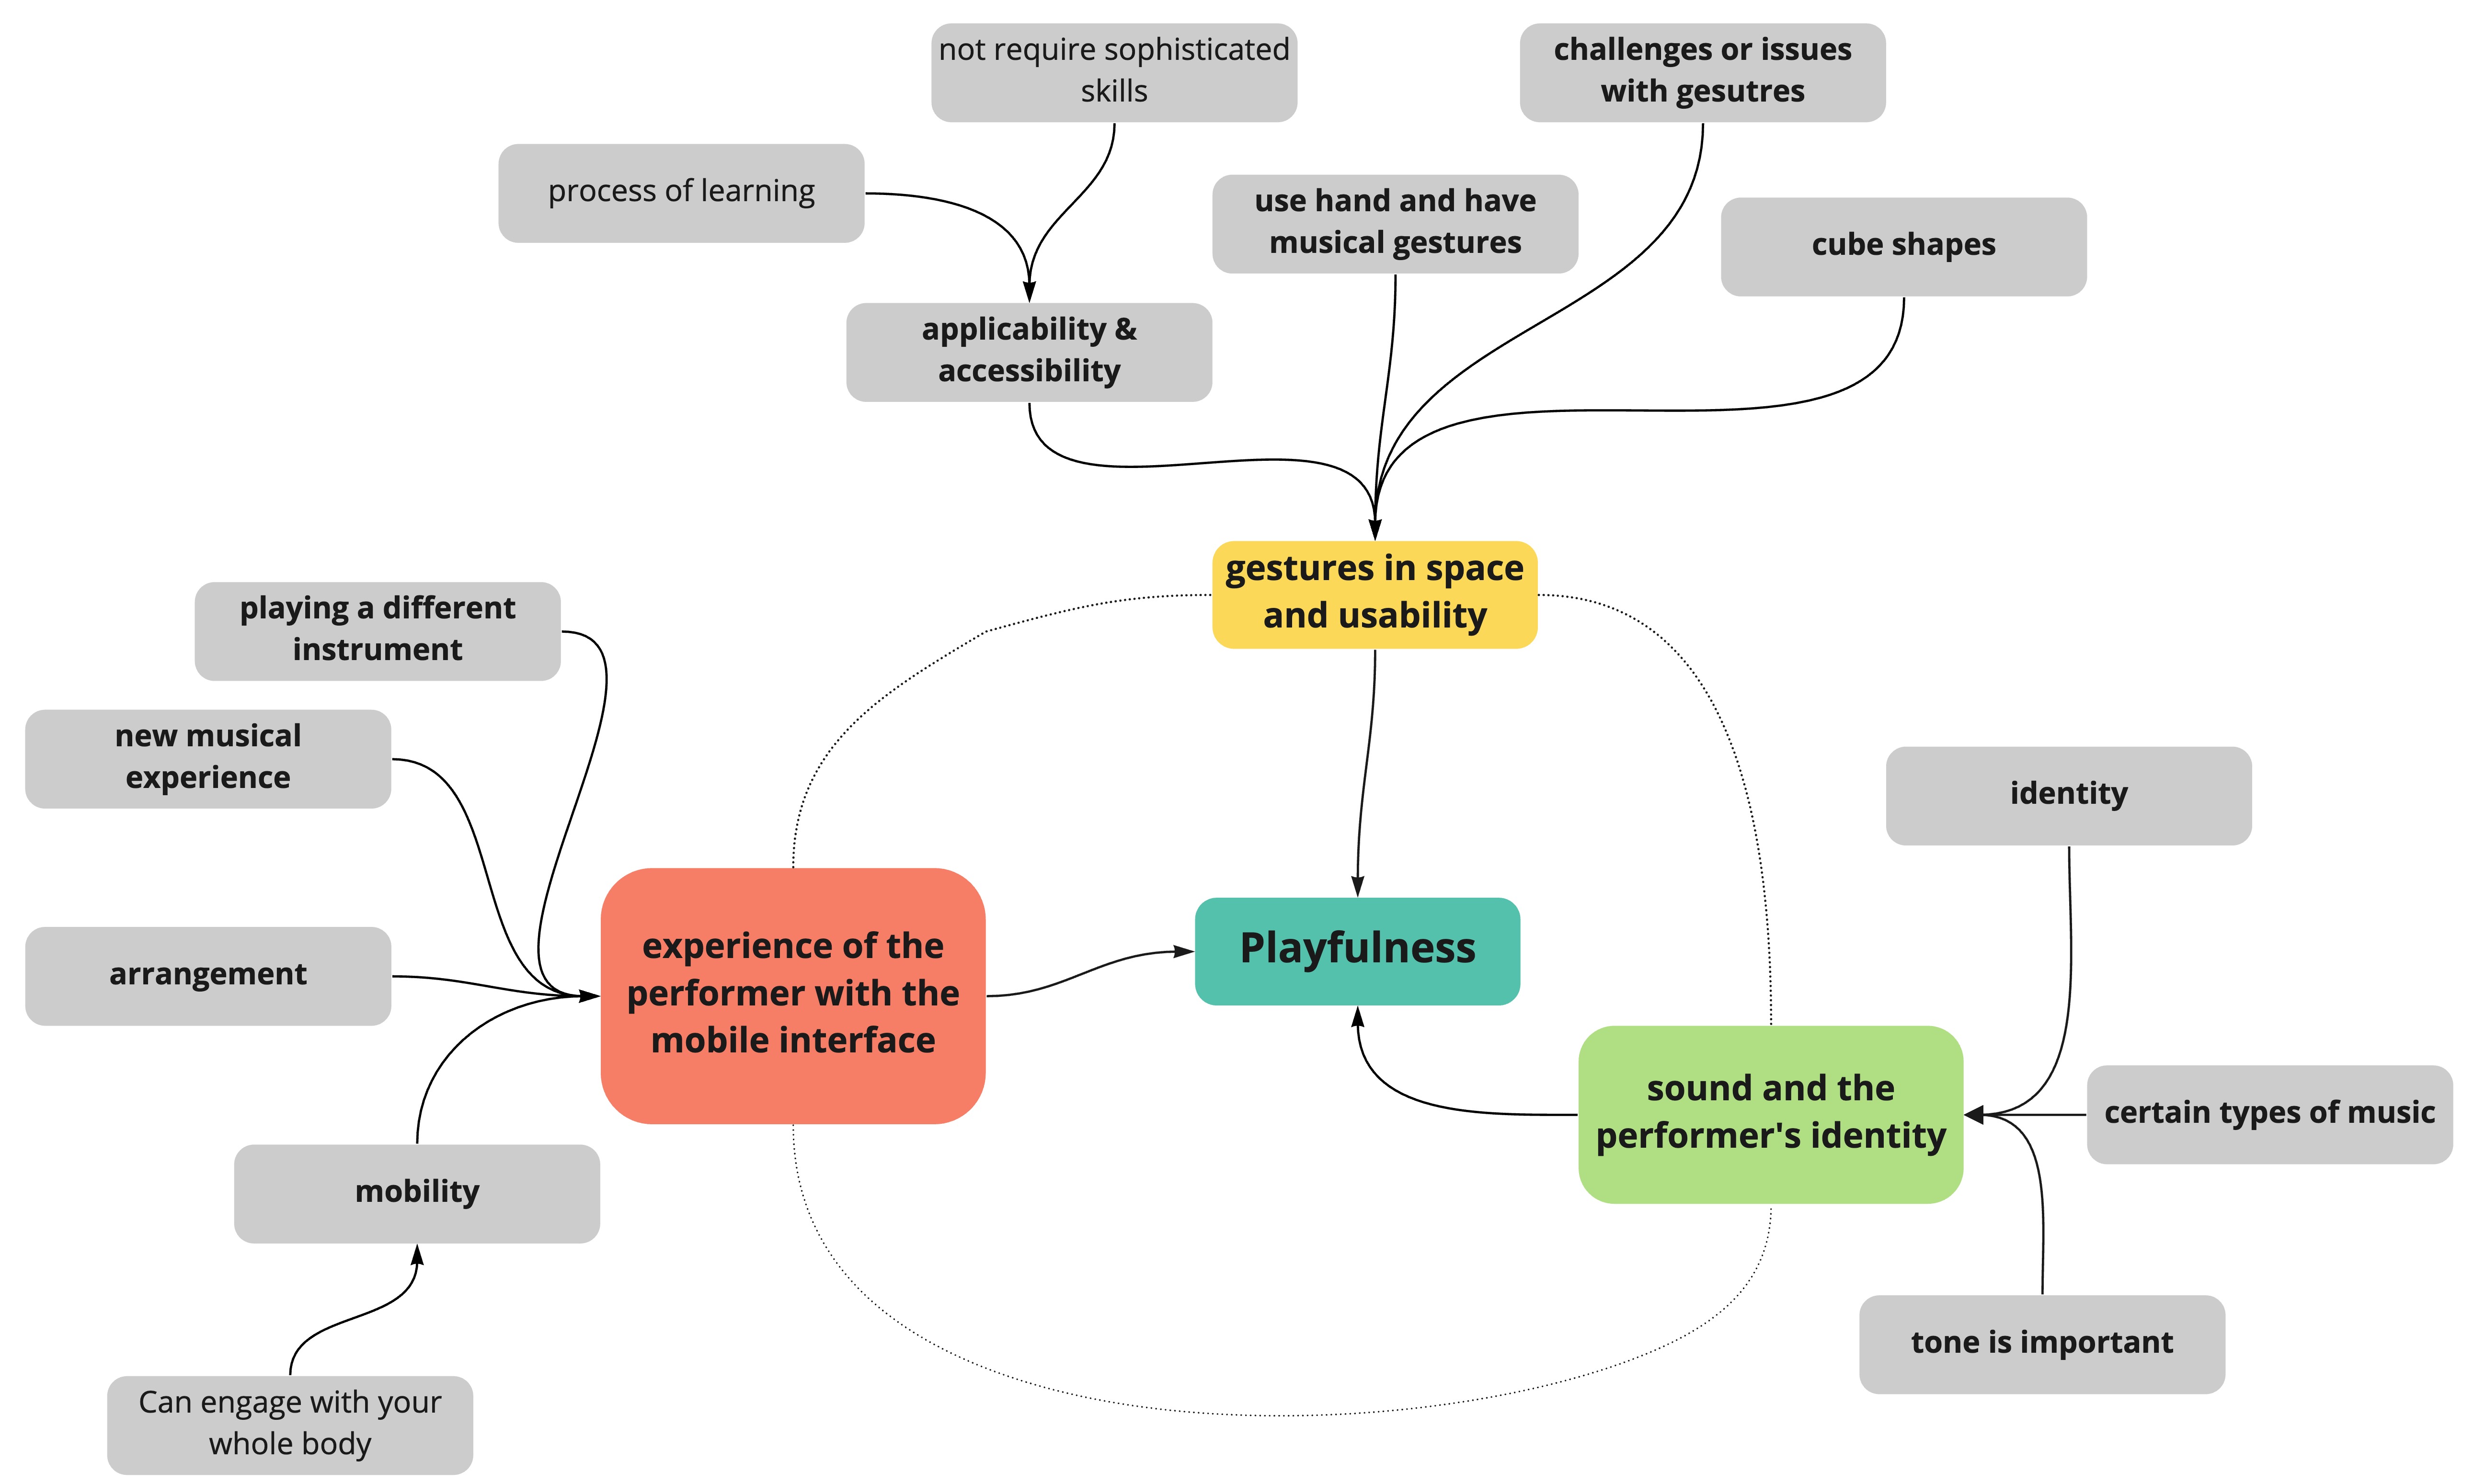 not require sophisticated
skills
challenges or issues
with gesutres
process of learning
use hand and have
musical gestures
cube shapes
applicability &
accessibility
gestures in space
and usability
playing a different
instrument
new musical
experience
identity
arrangement
experience of the
performer with the
mobile interface
Playfulness
sound and the
performer's identity
certain types of music
mobility
tone is important
Can engage with your
whole body